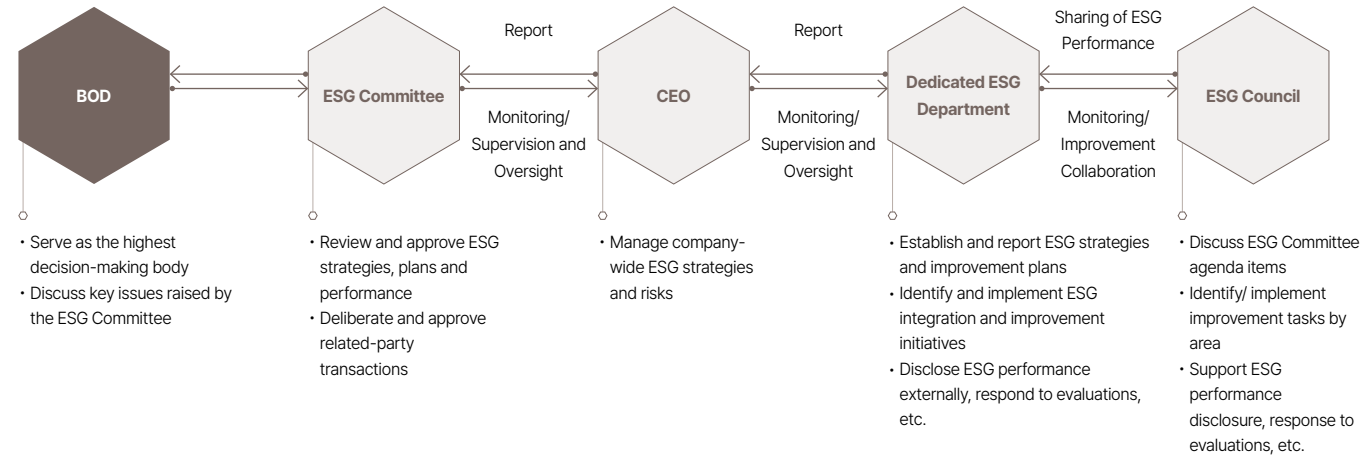 BOD
ESG Committee
Report
Monitoring/
Supervision and
Oversight
CEO
Report
Monitoring/
Supervision and
Oversight
Dedicated ESG
Department
Sharing of ESG
Performance
Monitoring/
Improvement
Collaboration
ESG Council
• Serve as the highest
decision-making body
• Discuss key issues raised by
the ESG Committee
• Review and approve ESG
strategies, plans and
performance
• Deliberate and approve
related-party
transactions
• Manage company-
wide ESG strategies
and risks
• Establish and report ESG strategies
and improvement plans
• Identify and implement ESG
integration and improvement
initiatives
• Disclose ESG performance
externally, respond to evaluations,
etc.
• Discuss ESG Committee
agenda items
• Identify/ implement
improvement tasks by
area
• Support ESG
performance
disclosure, response to
evaluations, etc.